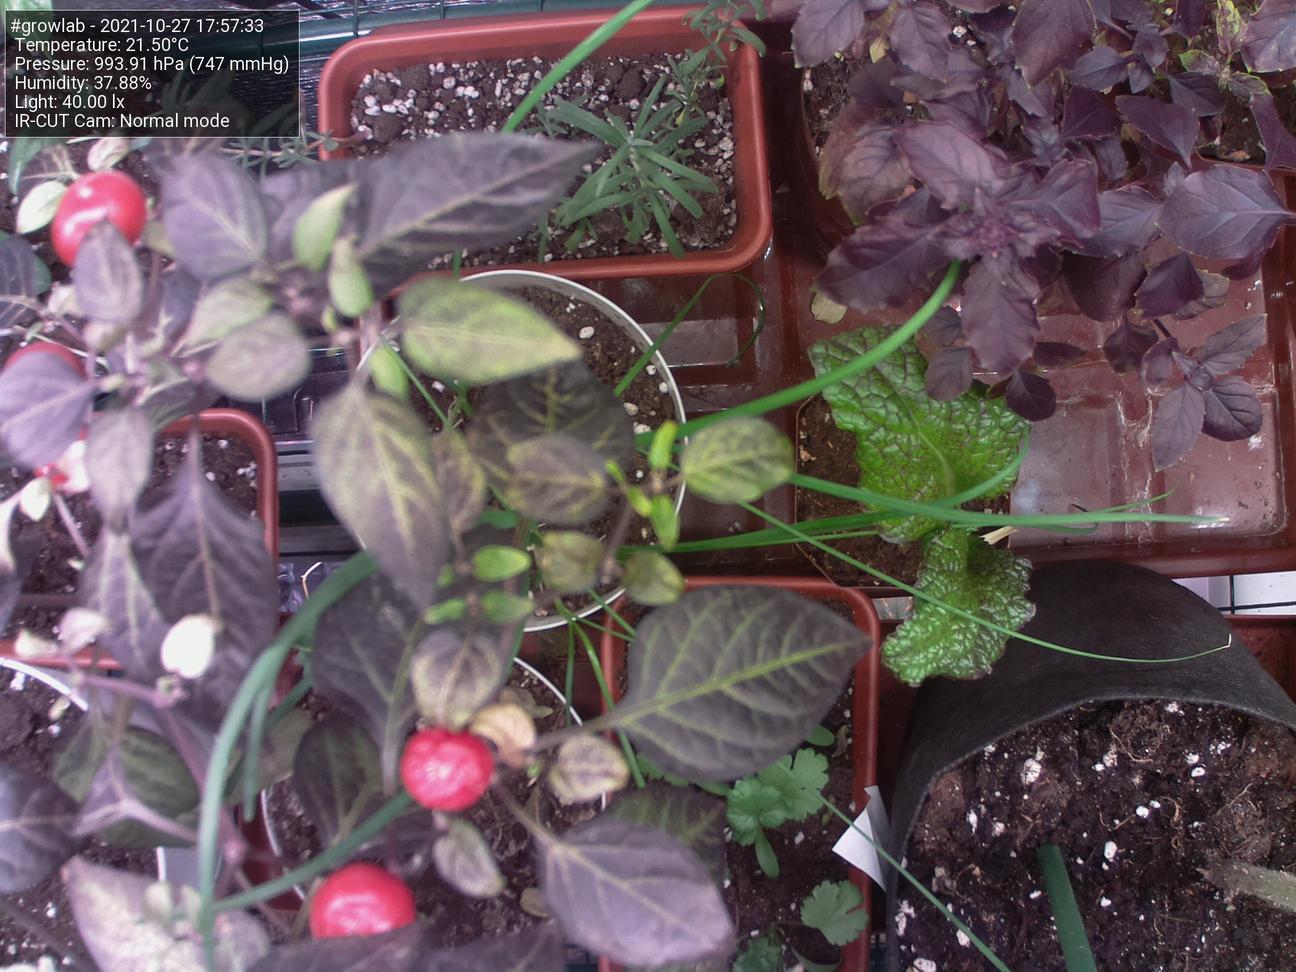 #growlab - 2021-10-27 17:57:33
Temperature: 21.50°C
Pressure: 993.91 hPa (747 mmHg)
Humidity: 37.88%
Light: 40.00 lx
IR-CUT Cam: Normal mode